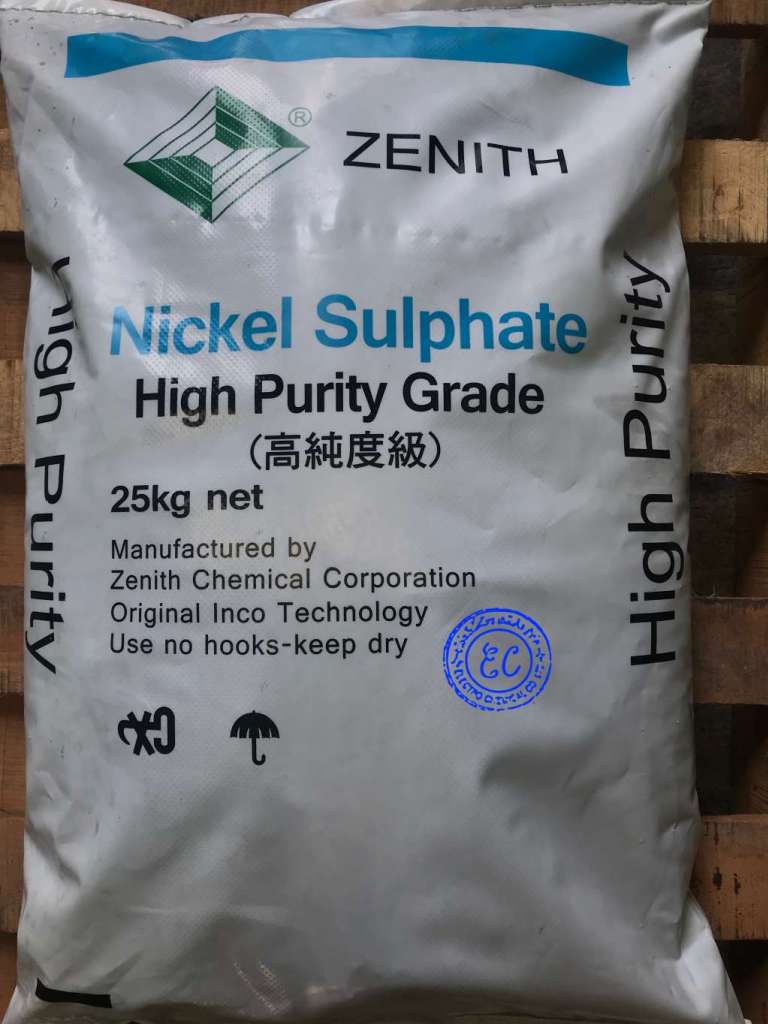 ®
ZENITH
Nickel Sulphate
High Purity Grade
(高純度級)
25kg net
Manufactured by
Zenith Chemical Corporation
Original Inco Technology
Use no hooks-keep dry
EC
High Purity
High Purity